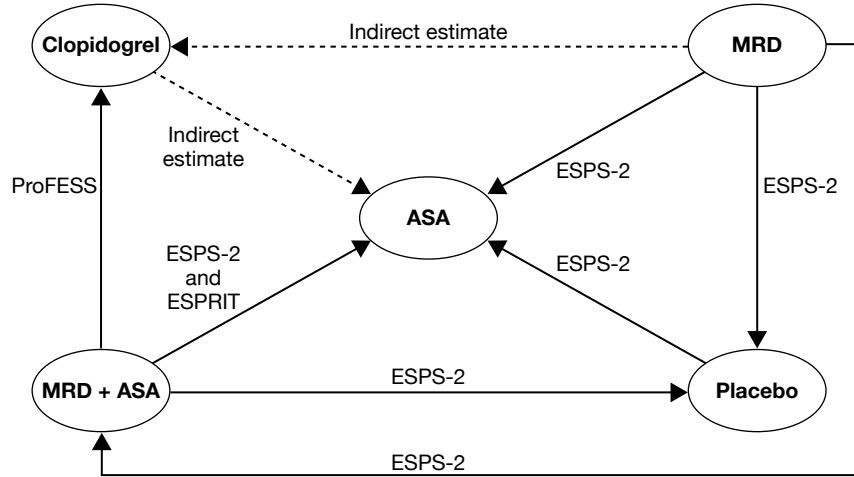 Indirect estimate
Clopidogrel
MRD
Indirect
estimate
ProFESS
ESPS-2
ESPS-2
ASA
ESPS-2
and
ESPRIT
ESPS-2
MRD + ASA
ESPS-2
Placebo
ESPS-2